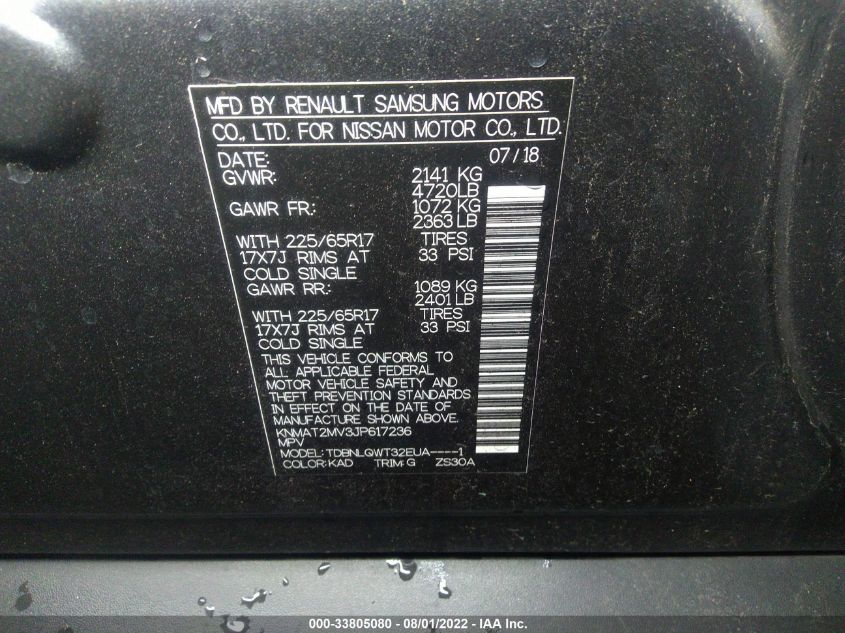 MFD BY RENAULT SAMSUNG MOTORS
CO., LTD. FOR NISSAN MOTOR CO., LTD.
DATE: 07/18
GVWR: 2141 KG
4720LB
GAWR FR.: 1072 KG
2363 LB
WITH 225/65R17 TIRES
17X7J RIMS AT 33 PSI
COLD SINGLE
GAWR RR.: 1089 KG
2401 LB
WITH 225/65R17 TIRES
17X7J RIMS AT 33 PSI
COLD SINGLE
THIS VEHICLE CONFORMS TO
ALL APPLICABLE FEDERAL
MOTOR VEHICLE SAFETY AND
THEFT PREVENTION STANDARDS
IN EFFECT ON THE DATE OF
MANUFACTURE SHOWN ABOVE.
KNMAT2MV3JP617236
MPV
MODEL: TDBNLQWT32EUA----1
COLOR: KAD TRIM: G ZS30A
000-33805080 - 08/01/2022 - IAA Inc.